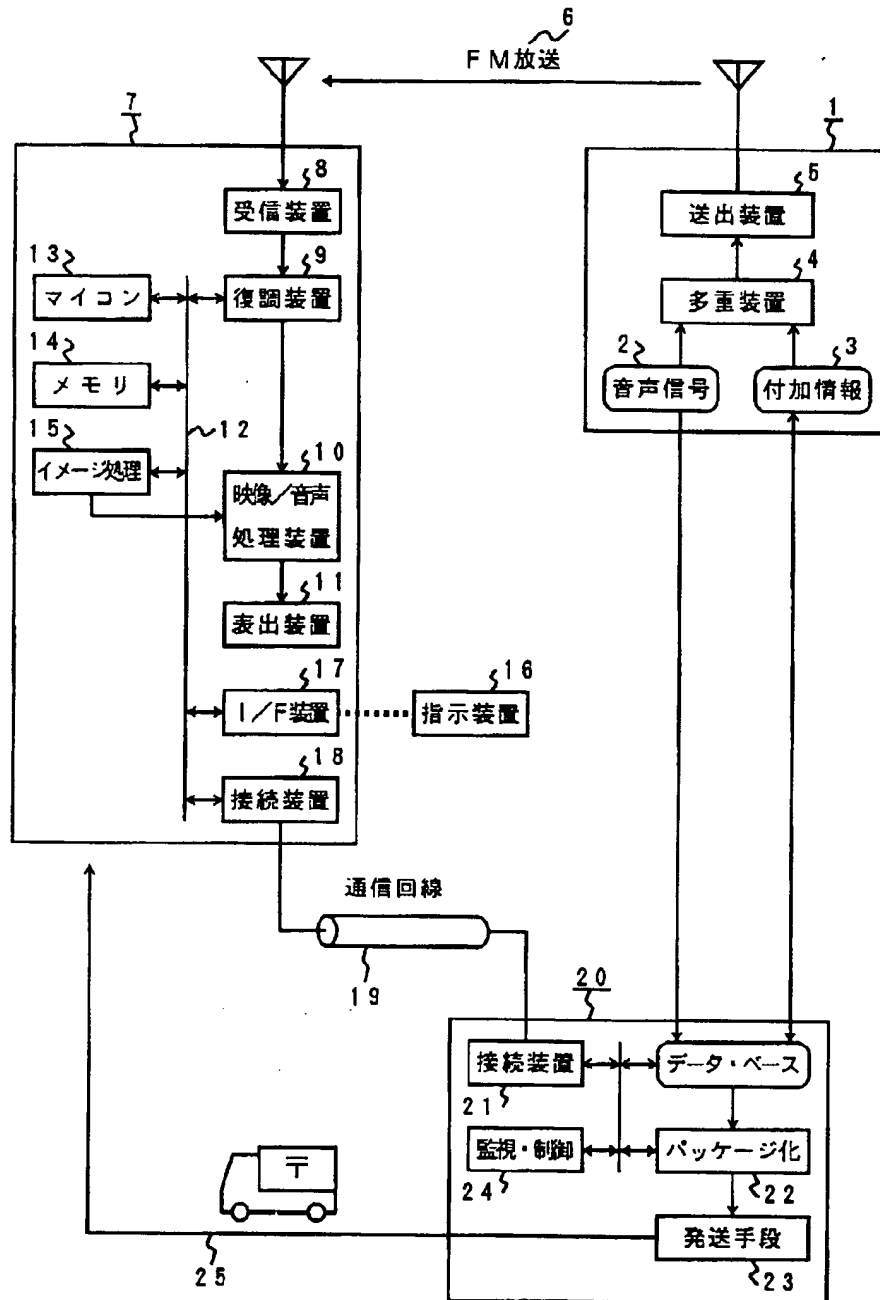 6
FM放送
7
1
8
受信装置
5
送出装置
13
マイコン
9
復調装置
4
多重装置
14
メモリ
2
音声信号
3
付加情報
15
イメージ処理
12
10
映像/音声
処理装置
11
表出装置
17
I/F装置
16
指示装置
18
接続装置
通信回線
19
20
接続装置
21
データ・ベース
監視・制御
24
パッケージ化
22
〒
発送手段
23
25